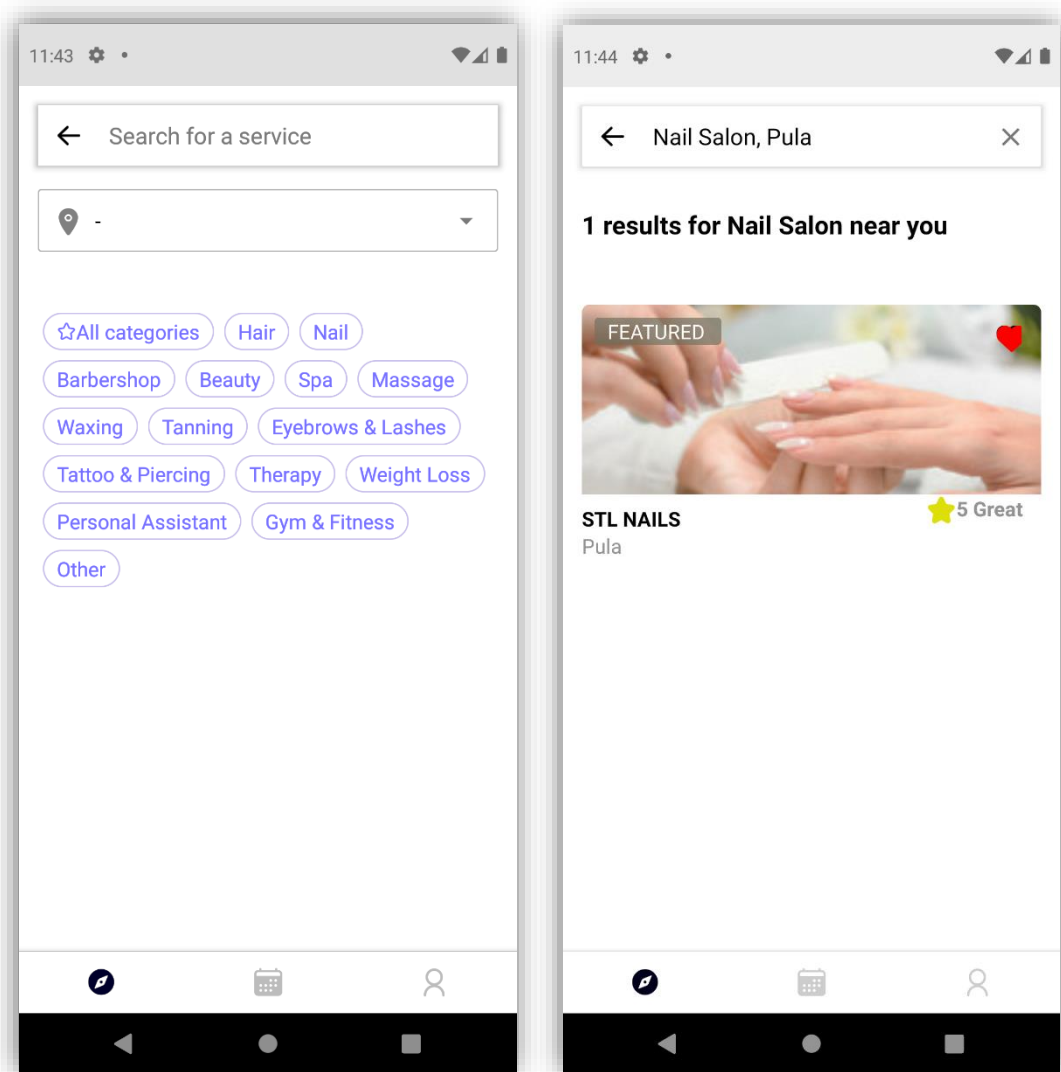 11:43
Search for a service
-
All categories Hair Nail
Barbershop Beauty Spa Massage
Waxing Tanning Eyebrows & Lashes
Tattoo & Piercing Therapy Weight Loss
Personal Assistant Gym & Fitness
Other
11:44
Nail Salon, Pula
1 results for Nail Salon near you
FEATURED
STL NAILS
5 Great
Pula